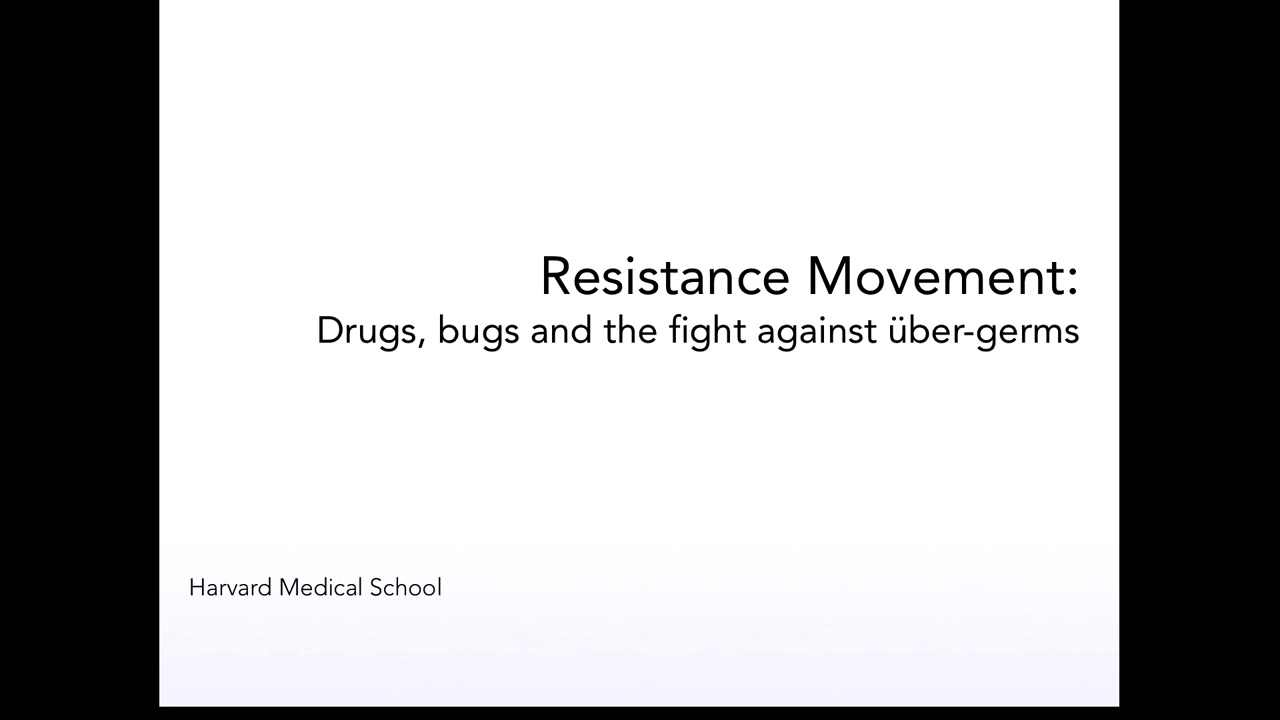 Resistance Movement:
Drugs, bugs and the fight against über-germs
Harvard Medical School